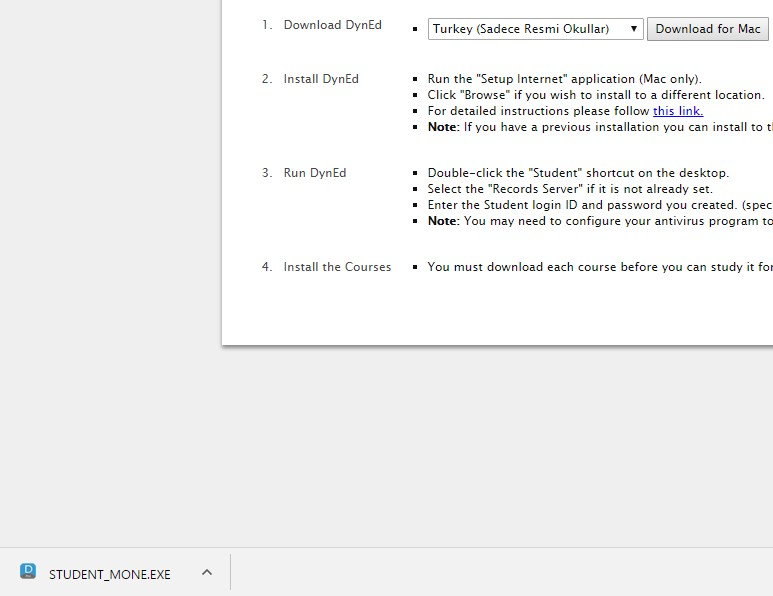 1. Download DynEd
Turkey (Sadece Resmi Okullar) Download for Mac
2. Install DynEd
Run the "Setup Internet" application (Mac only).
Click "Browse" if you wish to install to a different location.
For detailed instructions please follow this link.
Note: If you have a previous installation you can install to
3. Run DynEd
Double-click the "Student" shortcut on the desktop.
Select the "Records Server" if it is not already set.
Enter the Student login ID and password you created. (spec
Note: You may need to configure your antivirus program to
4. Install the Courses
You must download each course before you can study it for
D
STUDENT_MONE.EXE